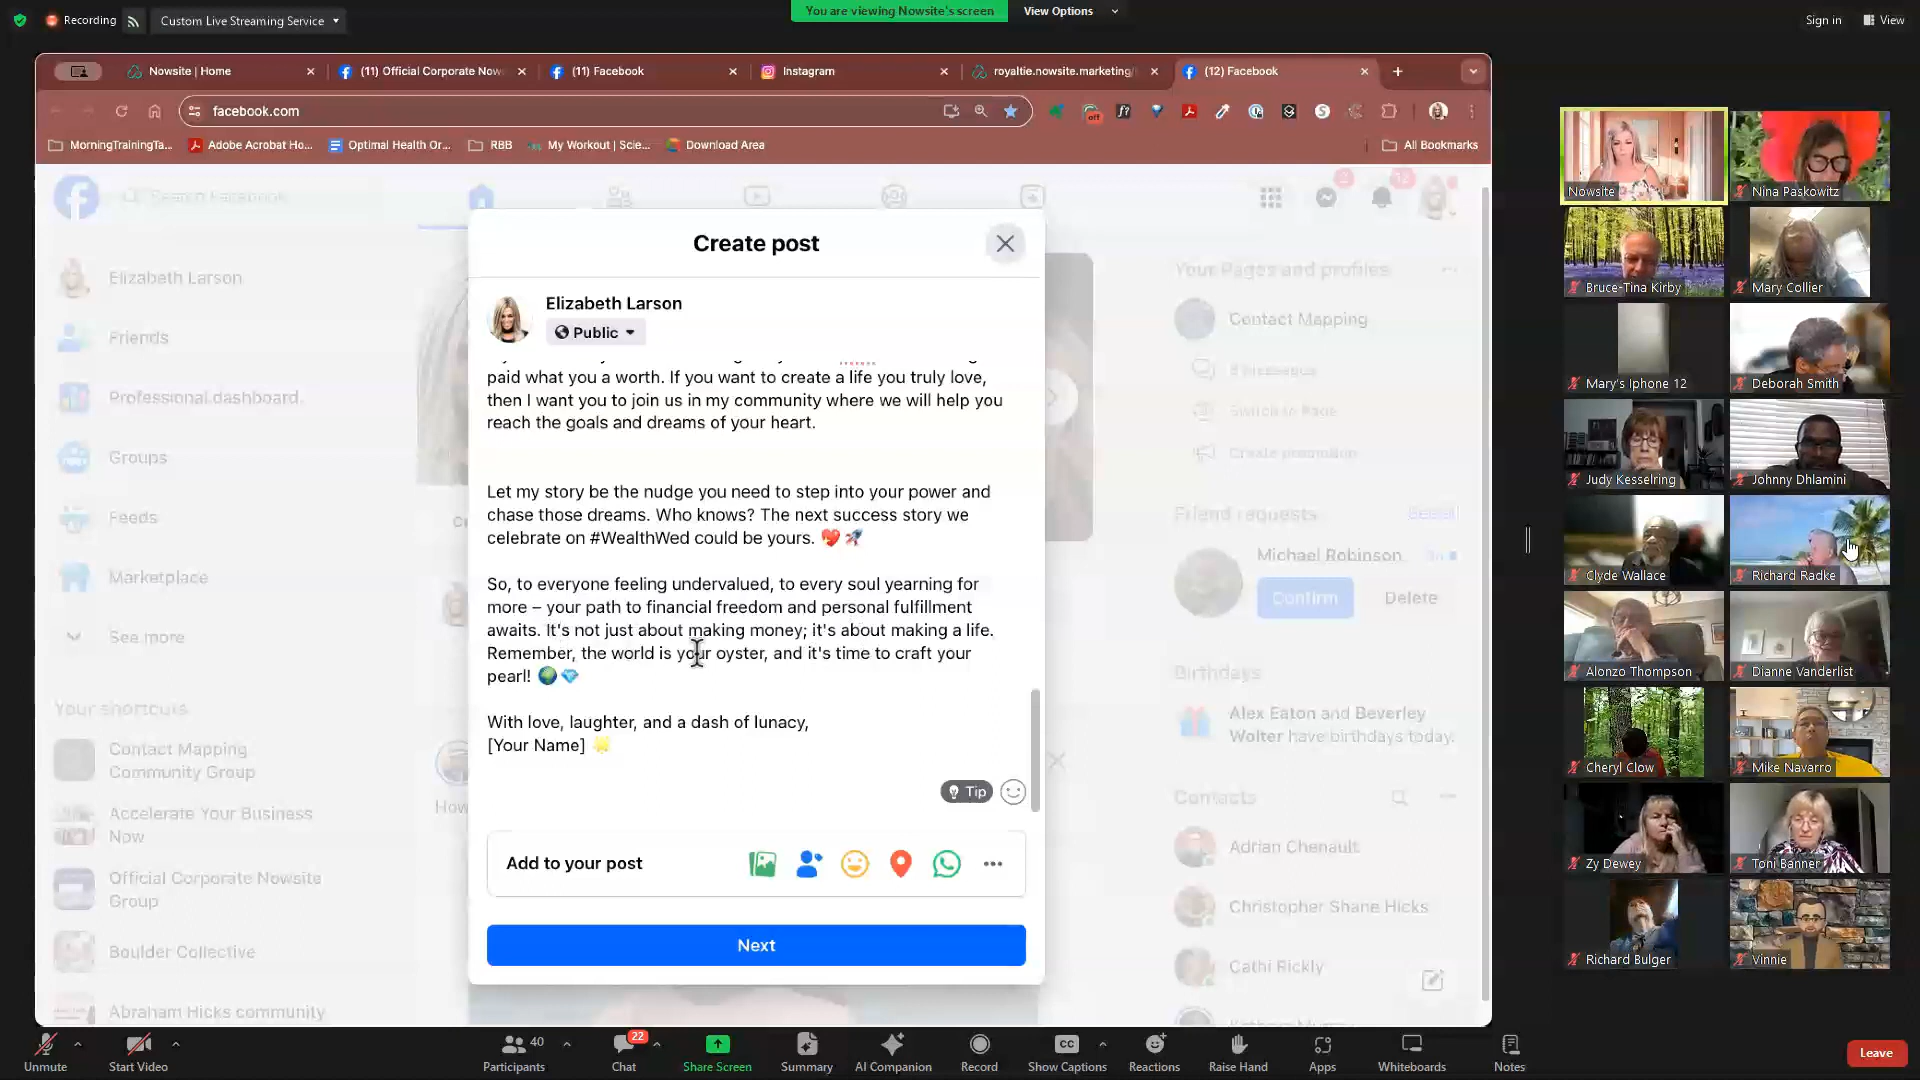 Recording
Custom Live Streaming Service
You are viewing Nowsite's screen
View Options
Sign in
View
Nowsite | Home
(11) Official Corporate Now
(11) Facebook
Instagram
royaltie.nowsite.marketing/
(12) Facebook
facebook.com
off
MorningTrainingTa...
Adobe Acrobat Ho...
Optimal Health Or...
RBB
My Workout | Scie...
Download Area
All Bookmarks
Search Facebook
Elizabeth Larson
Friends
Professional dashboard
Groups
Feeds
Marketplace
See more
Your shortcuts
Contact Mapping
Community Group
Accelerate Your Business
Now
Official Corporate Nowsite
Group
Boulder Collective
Abraham Hicks community
Create post
Elizabeth Larson
Public
paid what you a worth. If you want to create a life you truly love,
then I want you to join us in my community where we will help you
reach the goals and dreams of your heart.
Let my story be the nudge you need to step into your power and
chase those dreams. Who knows? The next success story we
celebrate on #WealthWed could be yours. 💖🚀
So, to everyone feeling undervalued, to every soul yearning for
more – your path to financial freedom and personal fulfillment
awaits. It's not just about making money; it's about making a life.
Remember, the world is your oyster, and it's time to craft your
pearl! 🌍💎
With love, laughter, and a dash of lunacy,
[Your Name] 🌟
Tip
Add to your post
Next
Your Pages and profiles
Contact Mapping
Switch to Page
Create promotion
Friend requests
See all
Michael Robinson
Confirm
Delete
Birthdays
Alex Eaton and Beverley
Wolter have birthdays today.
Contacts
Adrian Chenault
Christopher Shane Hicks
Cathi Rickly
Nowsite
Nina Paskowitz
Bruce-Tina Kirby
Mary Collier
Mary's Iphone 12
Deborah Smith
Judy Kesselring
Johnny Dhlamini
Clyde Wallace
Richard Radke
Alonzo Thompson
Dianne Vanderlist
Cheryl Clow
Mike Navarro
Zy Dewey
Toni Banner
Richard Bulger
Vinnie
Unmute
Start Video
Participants
40
Chat
22
Share Screen
Summary
AI Companion
Record
Show Captions
Reactions
Raise Hand
Apps
Whiteboards
Notes
Leave